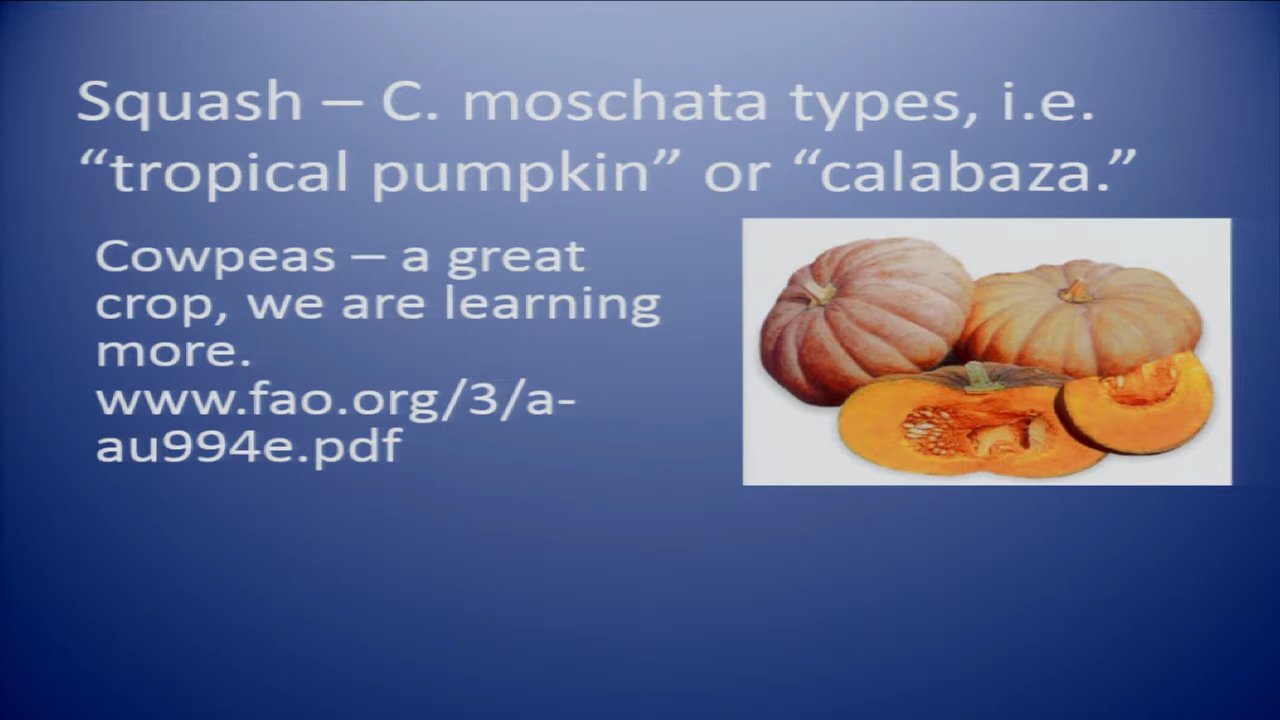 Squash – C. moschata types, i.e.
“tropical pumpkin” or “calabaza.”
Cowpeas – a great
crop, we are learning
more.
www.fao.org/3/a-
au994e.pdf